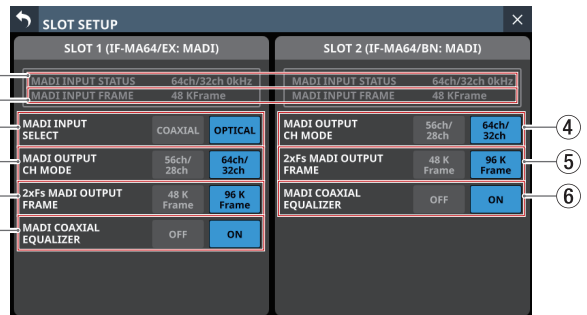 SLOT SETUP
SLOT 1 (IF-MA64/EX: MADI)
MADI INPUT STATUS 64ch/32ch 0kHz
MADI INPUT FRAME 48 KFrame
MADI INPUT
SELECT
COAXIAL OPTICAL
MADI OUTPUT
CH MODE
56ch/
28ch
64ch/
32ch
2xFs MADI OUTPUT
FRAME
48 K
Frame
96 K
Frame
MADI COAXIAL
EQUALIZER
OFF ON
SLOT 2 (IF-MA64/BN: MADI)
MADI INPUT STATUS 64ch/32ch 0kHz
MADI INPUT FRAME 48 KFrame
MADI OUTPUT
CH MODE
56ch/
28ch
64ch/
32ch
④
2xFs MADI OUTPUT
FRAME
48 K
Frame
96 K
Frame
⑤
MADI COAXIAL
EQUALIZER
OFF ON
⑥